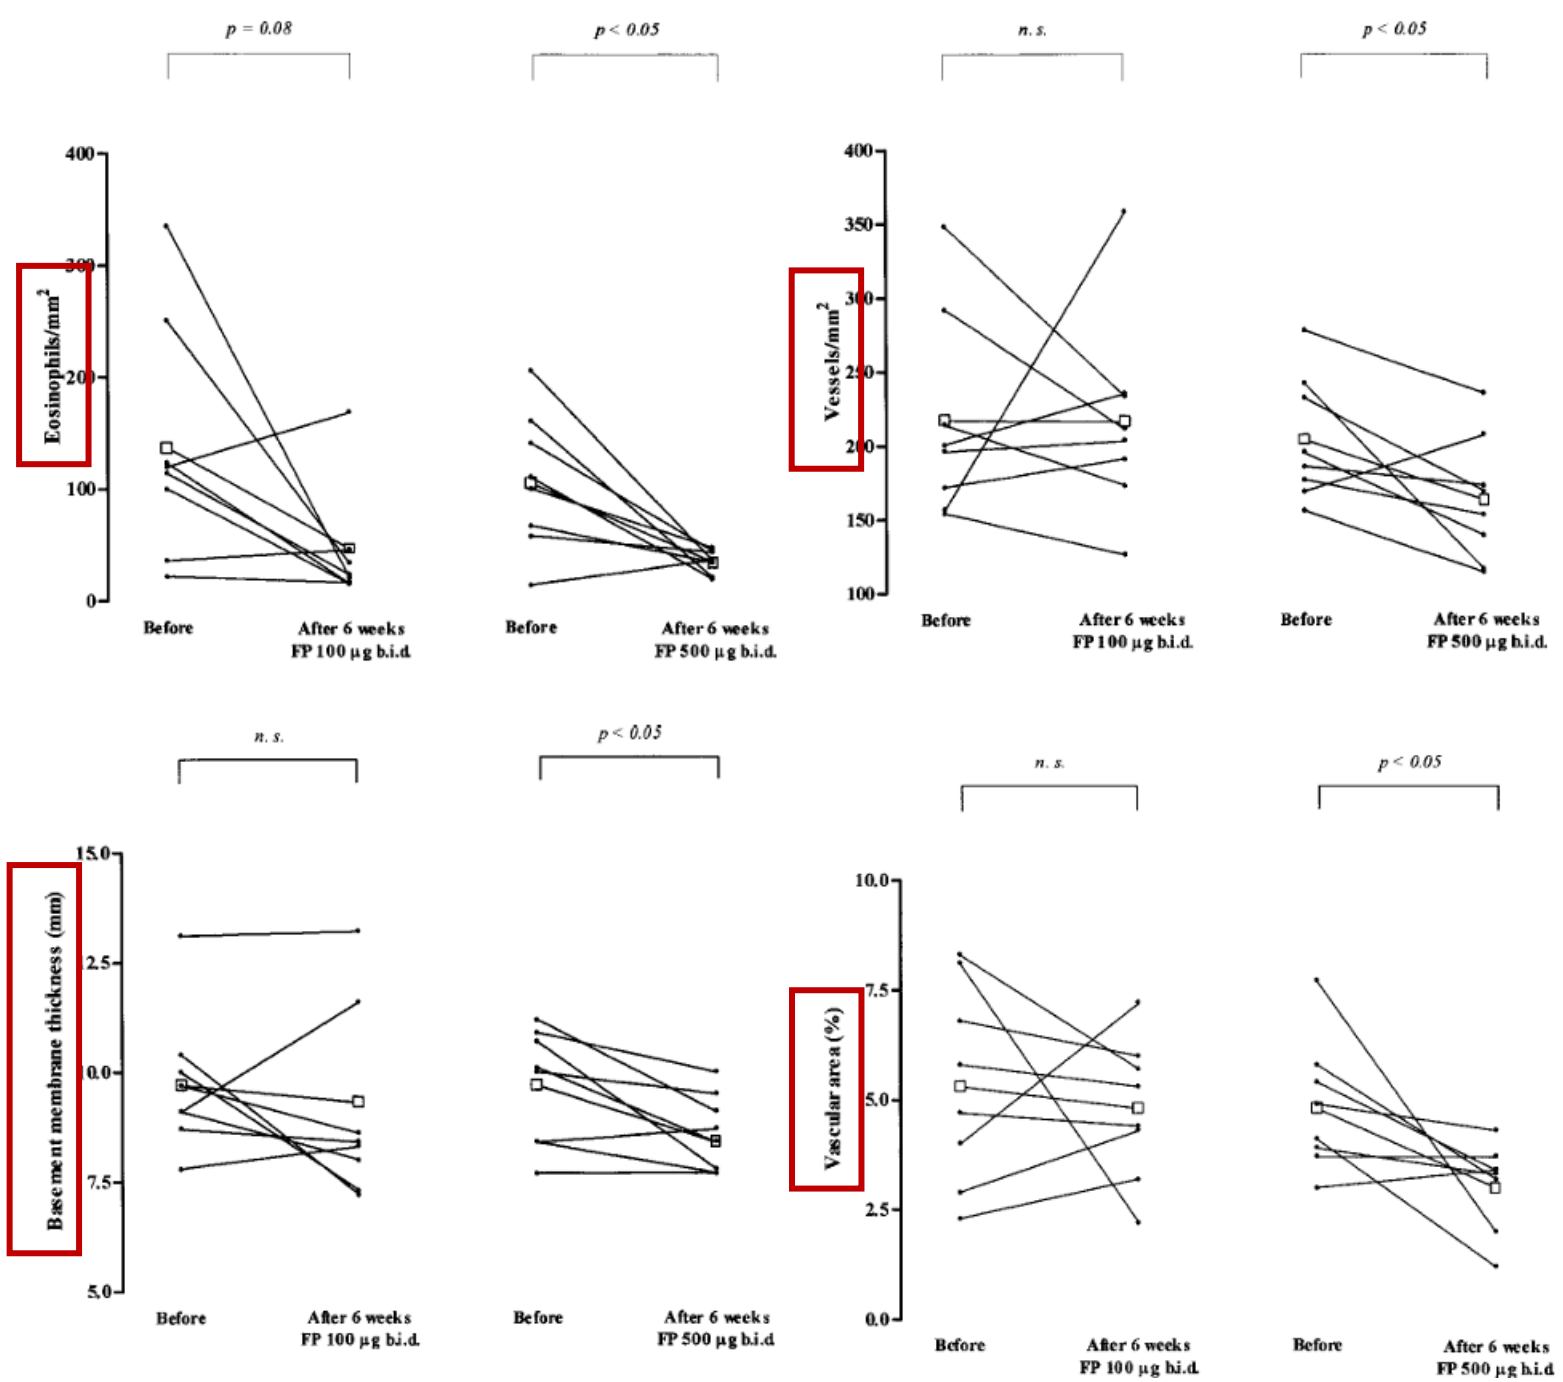 p = 0.08
p < 0.05
n. s.
p < 0.05
400
300
200
100
0
Eosinophils/mm²
Before
After 6 weeks
FP 100 µg b.i.d.
Before
After 6 weeks
FP 500 µg b.i.d.
400
350
300
250
200
150
100
Vessels/mm²
Before
After 6 weeks
FP 100 µg b.i.d.
Before
After 6 weeks
FP 500 µg b.i.d.
n. s.
p < 0.05
15.0
12.5
10.0
7.5
5.0
Basement membrane thickness (mm)
Before
After 6 weeks
FP 100 µg b.i.d.
Before
After 6 weeks
FP 500 µg b.i.d.
n. s.
p < 0.05
10.0
7.5
5.0
2.5
0.0
Vascular area (%)
Before
After 6 weeks
FP 100 µg b.i.d.
Before
After 6 weeks
FP 500 µg b.i.d.